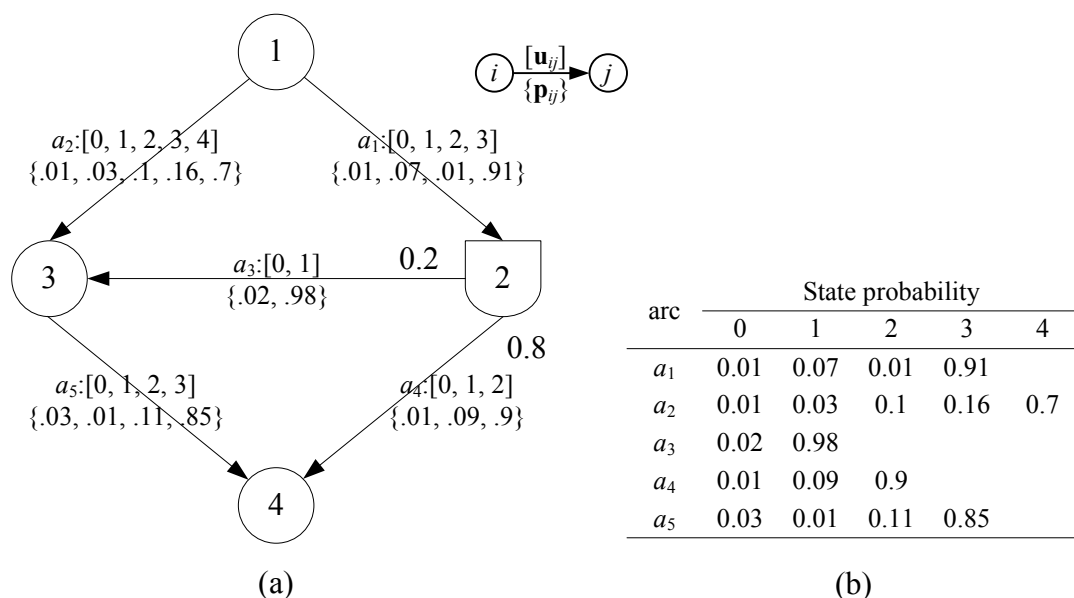 1
[u_ij]
i j
{p_ij}
a₂:[0, 1, 2, 3, 4]
{.01, .03, .1, .16, .7}
a₁:[0, 1, 2, 3]
{.01, .07, .01, .91}
3
a₃:[0, 1]
{.02, .98}
0.2
2
0.8
a₅:[0, 1, 2, 3]
{.03, .01, .11, .85}
a₄:[0, 1, 2]
{.01, .09, .9}
4
(a)
arc State probability
0 1 2 3 4
a₁ 0.01 0.07 0.01 0.91
a₂ 0.01 0.03 0.1 0.16 0.7
a₃ 0.02 0.98
a₄ 0.01 0.09 0.9
a₅ 0.03 0.01 0.11 0.85
(b)